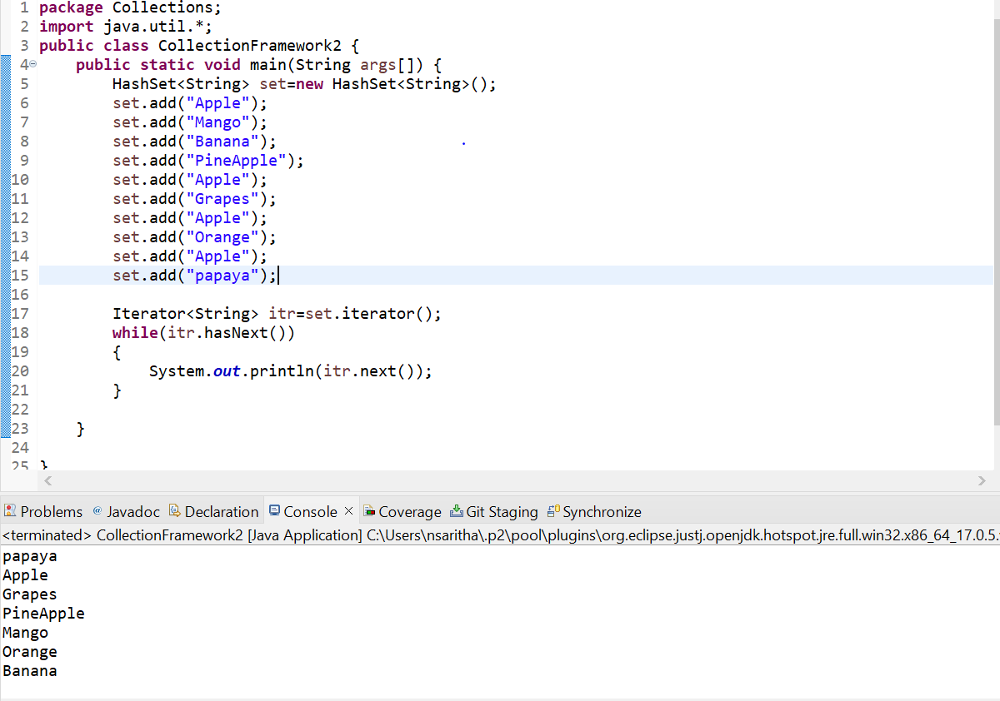 1 package Collections;
2 import java.util.*;
3 public class CollectionFramework2 {
4 public static void main(String args[]) {
5 HashSet<String> set=new HashSet<String>();
6 set.add("Apple");
7 set.add("Mango");
8 set.add("Banana");
9 set.add("PineApple");
10 set.add("Apple");
11 set.add("Grapes");
12 set.add("Apple");
13 set.add("Orange");
14 set.add("Apple");
15 set.add("papaya");
16
17 Iterator<String> itr=set.iterator();
18 while(itr.hasNext())
19 {
20 System.out.println(itr.next());
21 }
22
23 }
24
25 }
Problems @ Javadoc Declaration Console × Coverage Git Staging Synchronize
<terminated> CollectionFramework2 [Java Application] C:\Users\nsaritha\.p2\pool\plugins\org.eclipse.justj.openjdk.hotspot.jre.full.win32.x86_64_17.0.5.
papaya
Apple
Grapes
PineApple
Mango
Orange
Banana